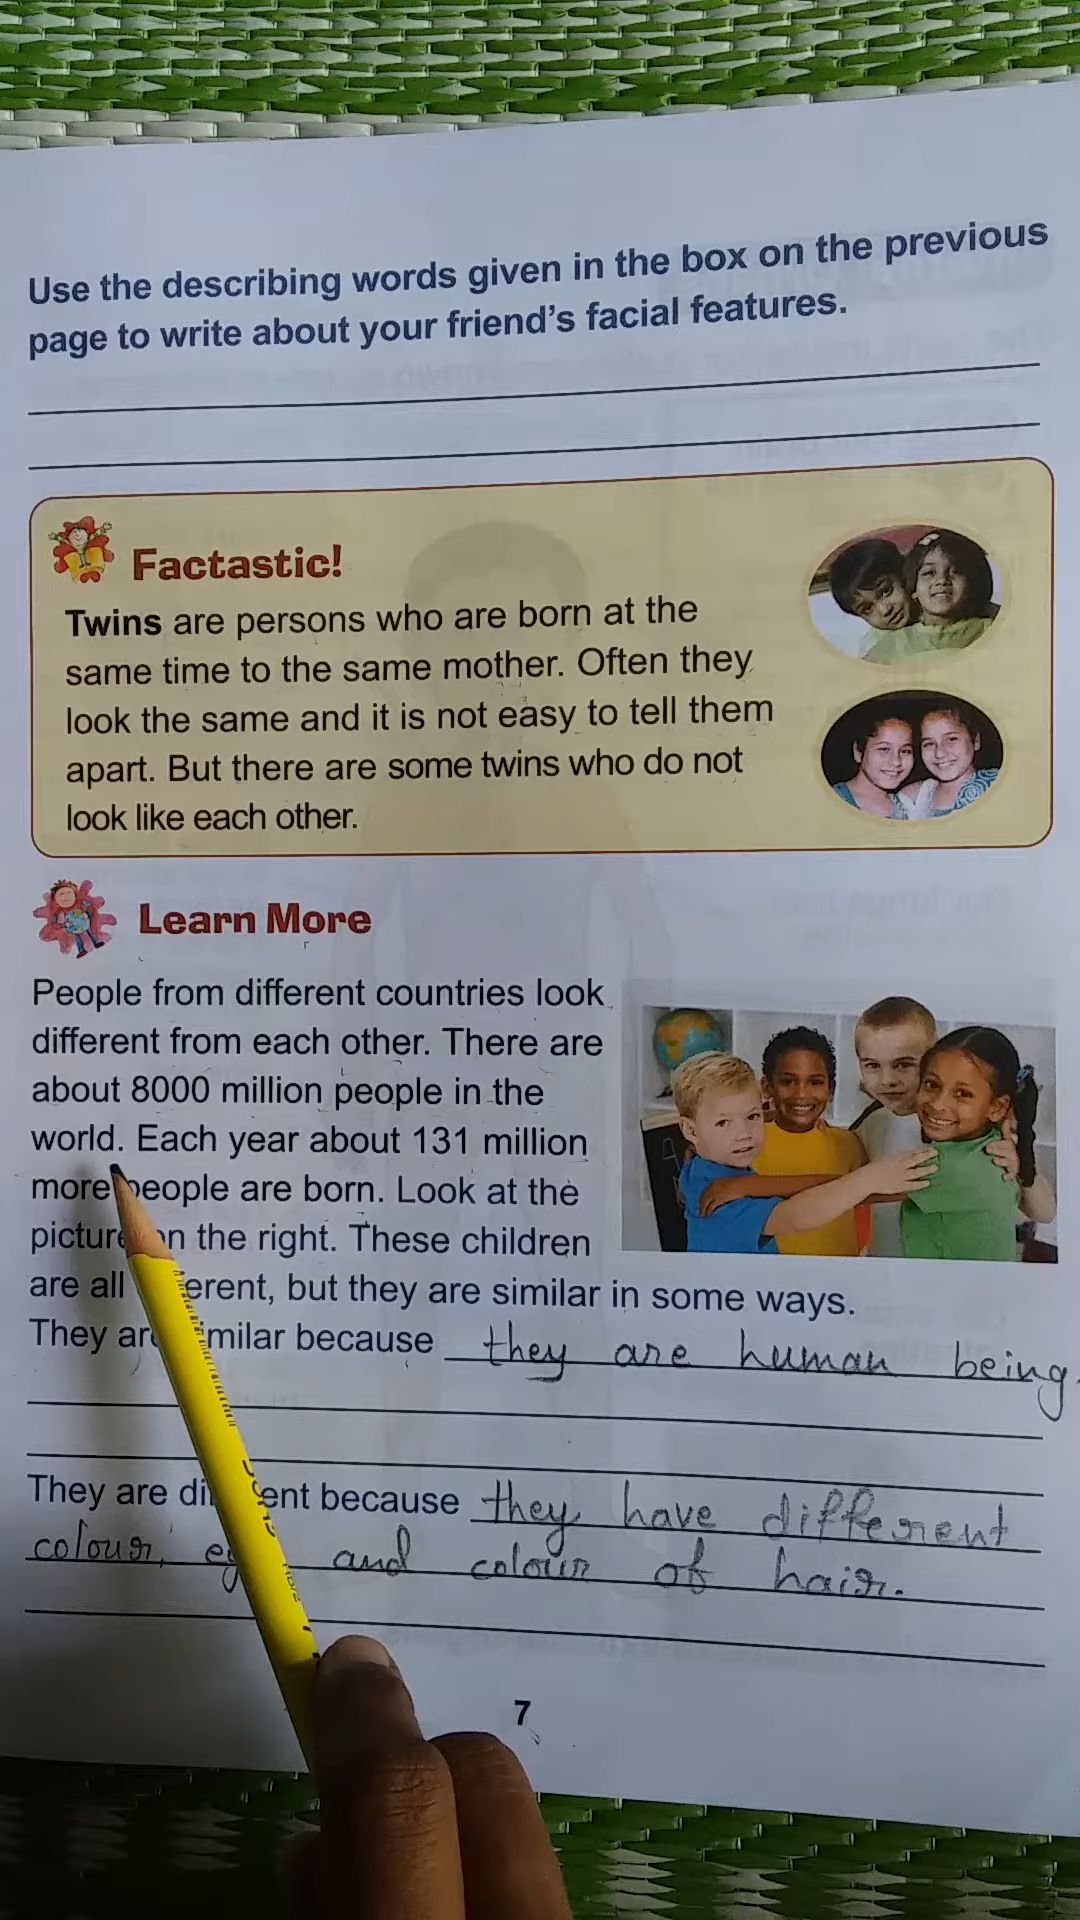 Use the describing words given in the box on the previous
page to write about your friend's facial features.
Factastic!
Twins are persons who are born at the
same time to the same mother. Often they
look the same and it is not easy to tell them
apart. But there are some twins who do not
look like each other.
Learn More
People from different countries look
different from each other. There are
about 8000 million people in the
world. Each year about 131 million
more people are born. Look at the
picture on the right. These children
are all different, but they are similar in some ways.
They are similar because they are human being.
They are different because they have different
colour, and colour of hair.
7